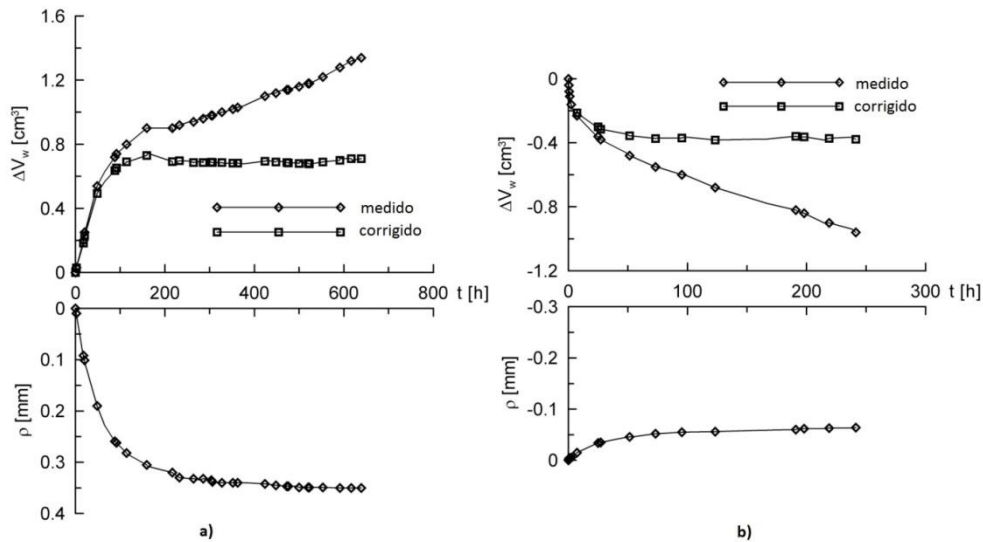 1.6
1.2
0.8
0.4
0
ΔVw [cm³]
medido
corrigido
0 200 400 600 800 t [h]
0
0.1
0.2
0.3
0.4
ρ [mm]
a)
0
-0.4
-0.8
-1.2
ΔVw [cm³]
medido
corrigido
0 100 200 300 t [h]
-0.3
-0.2
-0.1
0
ρ [mm]
b)